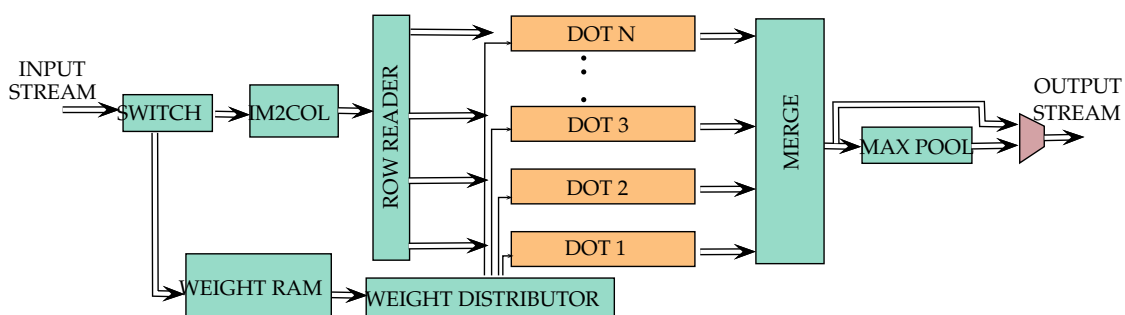 INPUT
STREAM
SWITCH
IM2COL
ROW READER
DOT N
DOT 3
DOT 2
DOT 1
MERGE
MAX POOL
OUTPUT
STREAM
WEIGHT RAM
WEIGHT DISTRIBUTOR